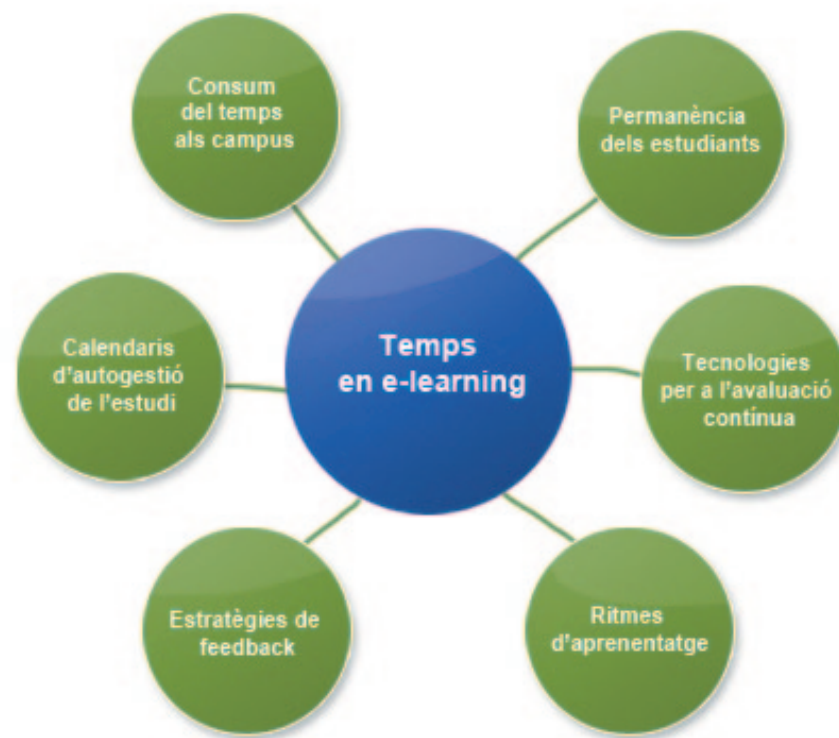 Consum
del temps
als campus
Permanència
dels estudiants
Calendaris
d'autogestió
de l'estudi
Temps
en e-learning
Tecnologies
per a l'avaluació
contínua
Estratègies de
feedback
Ritmes
d'aprenentatge